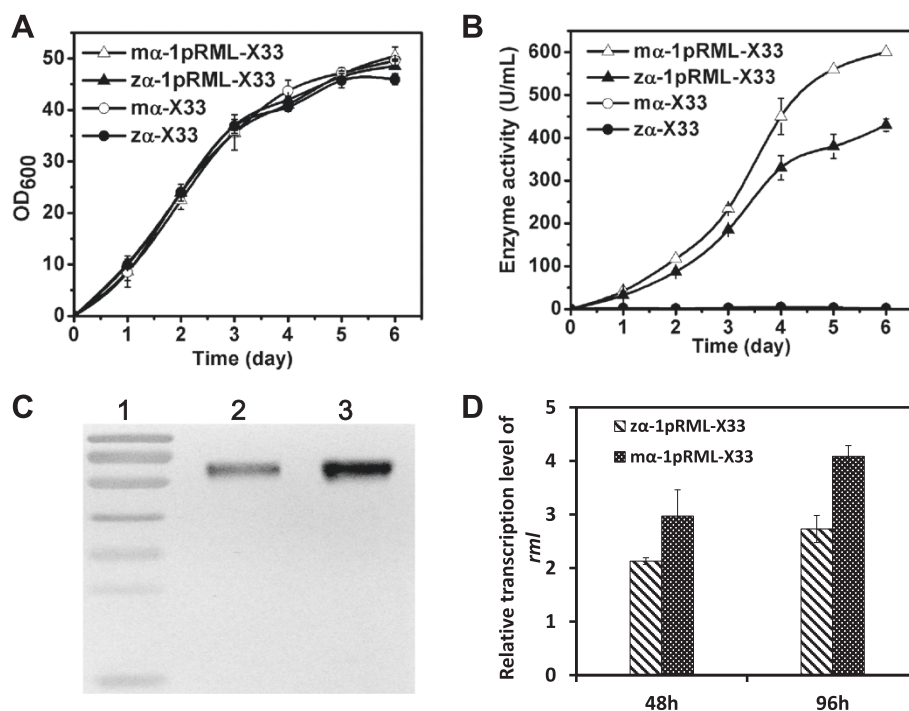 A
mα-1pRML-X33
zα-1pRML-X33
mα-X33
zα-X33
OD600
50
40
30
20
10
0
0 1 2 3 4 5 6
Time (day)
B
mα-1pRML-X33
zα-1pRML-X33
mα-X33
zα-X33
Enzyme activity (U/mL)
600
500
400
300
200
100
0
0 1 2 3 4 5 6
Time (day)
C
1 2 3
D
zα-1pRML-X33
mα-1pRML-X33
Relative transcription level of
rml
5
4
3
2
1
0
48h 96h